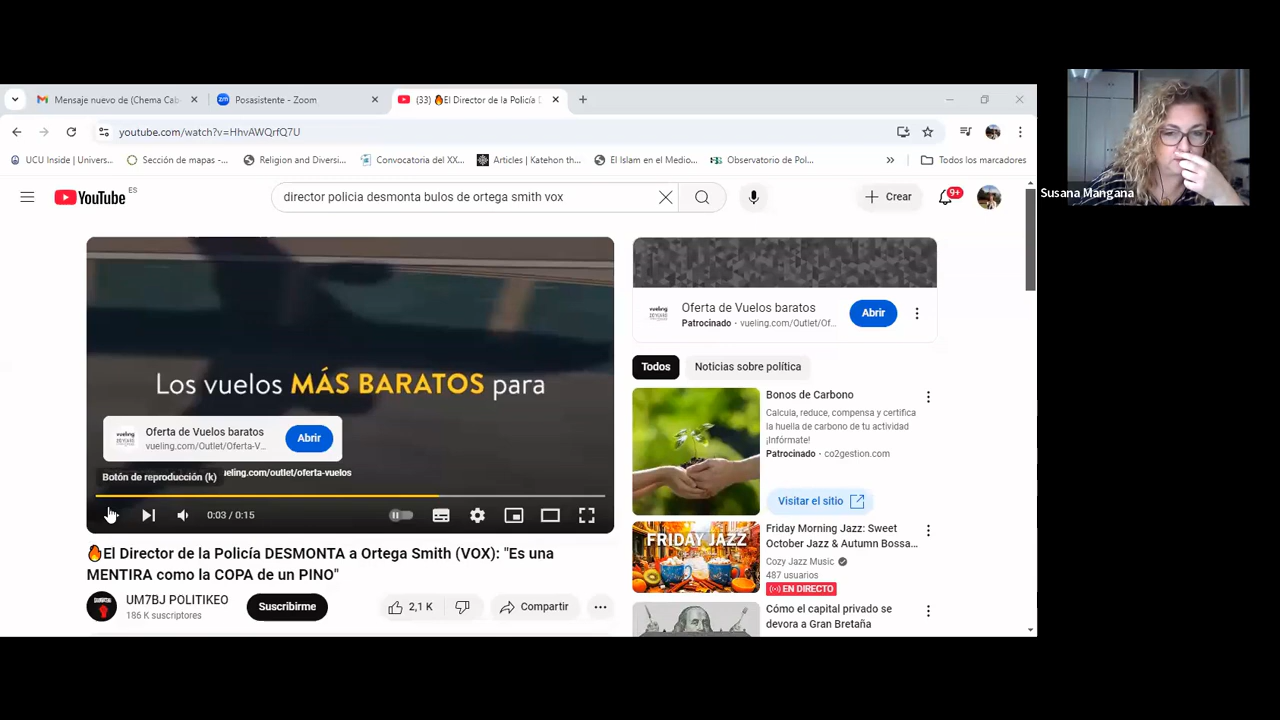 Mensaje nuevo de (Chema Cab
Posasistente - Zoom
(33) 🔥El Director de la Policía D
youtube.com/watch?v=HhvAWQrfQ7U
UCU Inside | Univers...
Sección de mapas -...
Religion and Diversi...
Convocatoria del XX...
Articles | Katehon th...
El Islam en el Medio...
Observatorio de Pol...
»
Todos los marcadores
YouTube ES
director policia desmonta bulos de ortega smith vox
Crear
9+
Susana Mangana
Los vuelos MÁS BARATOS para
vueling
Oferta de Vuelos baratos
vueling.com/Outlet/Oferta-V...
Abrir
Botón de reproducción (k)
ueling.com/outlet/oferta-vuelos
0:03 / 0:15
🔥El Director de la Policía DESMONTA a Ortega Smith (VOX): "Es una
MENTIRA como la COPA de un PINO"
UM7BJ POLITIKEO
186 K suscriptores
Suscribirme
2,1 K
Compartir
vueling
Oferta de Vuelos baratos
Patrocinado · vueling.com/Outlet/Of...
Abrir
Todos
Noticias sobre política
Bonos de Carbono
Calcula, reduce, compensa y certifica
la huella de carbono de tu actividad
¡Infórmate!
Patrocinado · co2gestion.com
Visitar el sitio
FRIDAY JAZZ
Friday Morning Jazz: Sweet
October Jazz & Autumn Bossa...
Cozy Jazz Music
487 usuarios
EN DIRECTO
Cómo el capital privado se
devora a Gran Bretaña